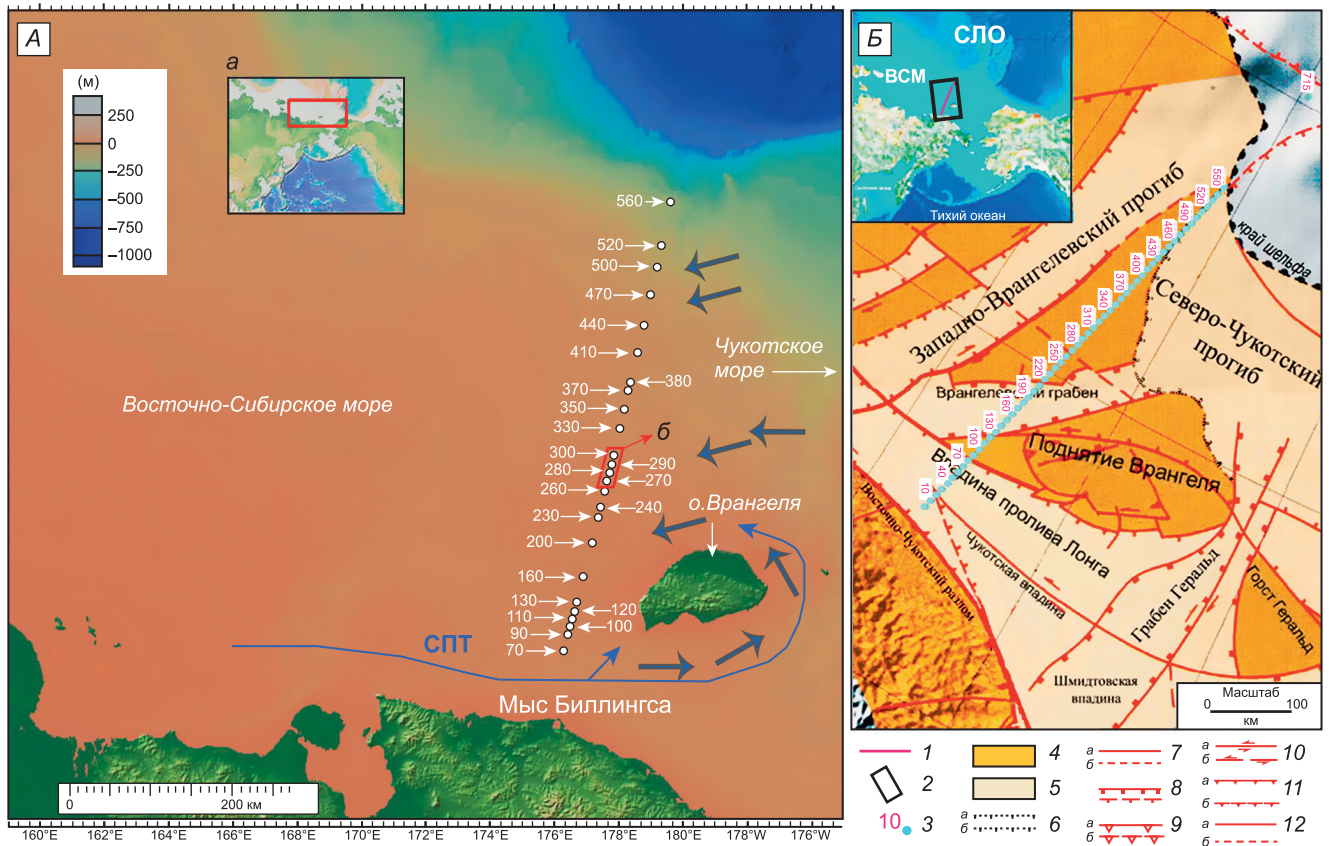 А
(м)
250
0
–250
–500
–750
–1000
а
560
520
500
470
440
410
380
370
350
330
300
290
280
270
260
240
230
200
160
130
120
110
100
90
70
б
Чукотское
море
Восточно-Сибирское море
о.Врангеля
СПТ
Мыс Биллингса
0
200 км
160°E
162°E
164°E
166°E
168°E
170°E
172°E
174°E
176°E
178°E
180°E
178°W
176°W
Б
СЛО
ВСМ
Тихий океан
715
550
520
490
460
430
400
370
340
310
280
250
220
190
160
130
100
70
40
10
край шельфа
Западно-Врангелевский прогиб
Северо-Чукотский
прогиб
Врангелевский грабен
Поднятие Врангеля
Впадина пролива Лонга
Восточно-Чукотский разлом
Чукотская впадина
Грабен Геральд
Горст Геральд
Шмидтовская
впадина
Масштаб
0
100
км
1
2
10
3
4
5
а
б
6
а
б
7
8
а
б
9
а
б
10
а
б
11
а
б
12